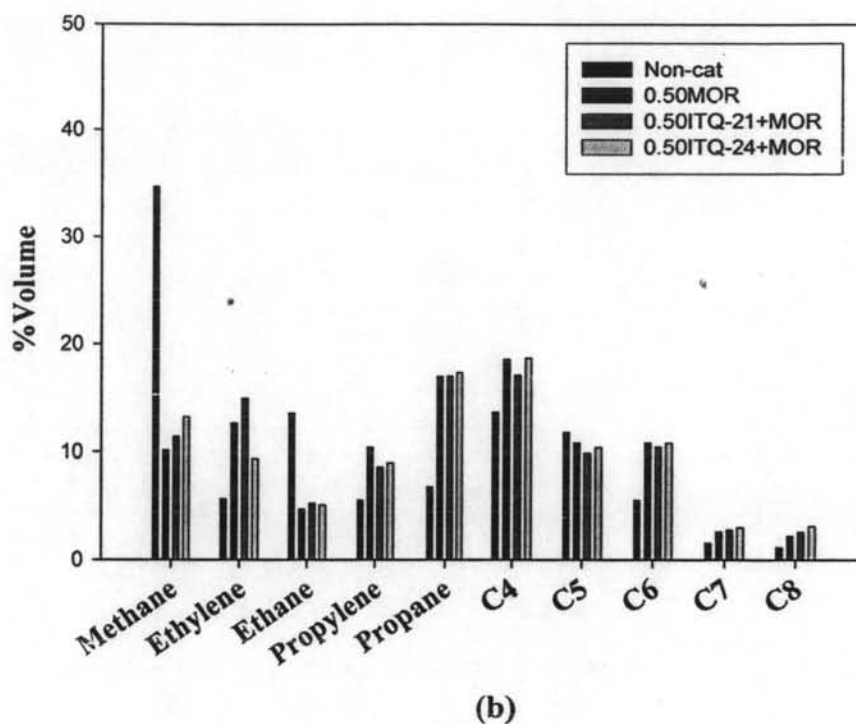 50
40
30
20
10
0
%Volume
Non-cat
0.50MOR
0.50ITQ-21+MOR
0.50ITQ-24+MOR
Methane
Ethylene
Ethane
Propylene
Propane
C4
C5
C6
C7
C8
(b)